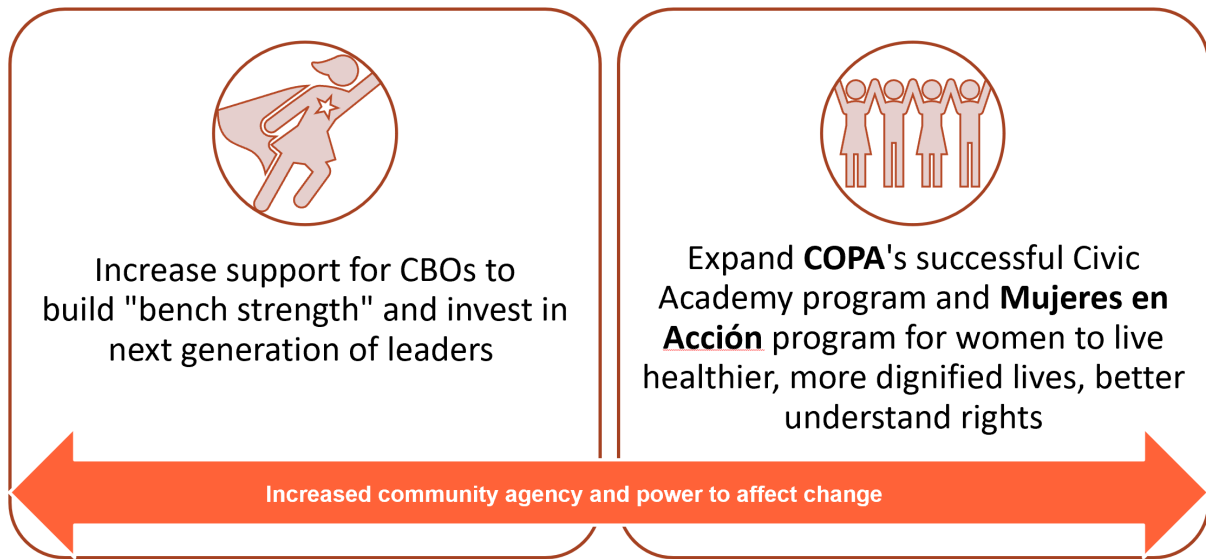 Increase support for CBOs to
build "bench strength" and invest in
next generation of leaders
Expand COPA's successful Civic
Academy program and Mujeres en
Acción program for women to live
healthier, more dignified lives, better
understand rights
Increased community agency and power to affect change